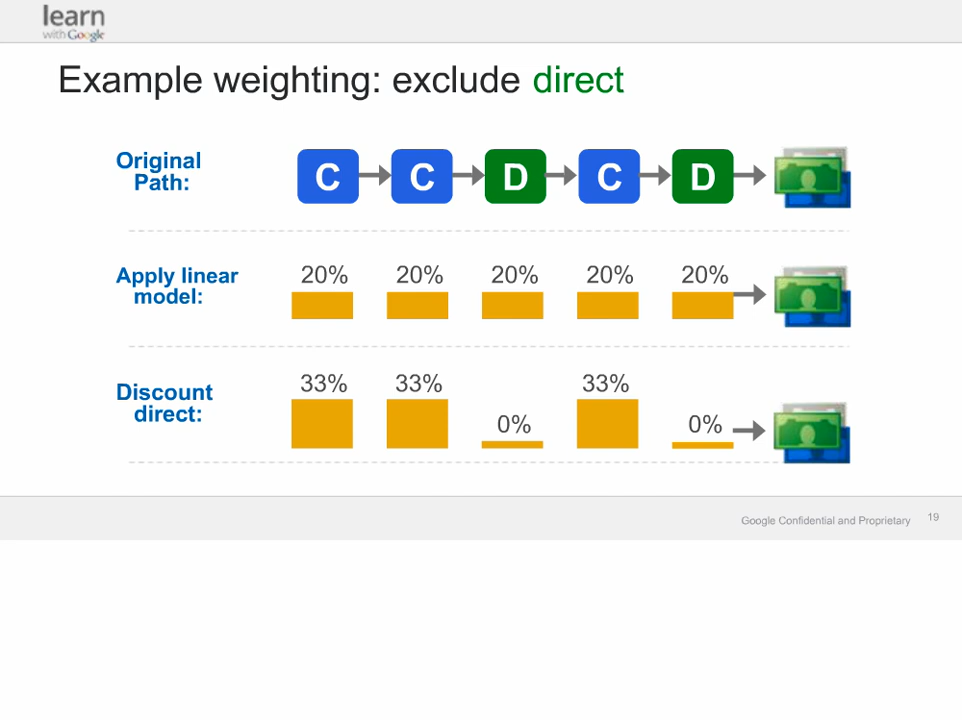 learn
with Google
Example weighting: exclude direct
Original
Path:
C C D C D
Apply linear
model:
20% 20% 20% 20% 20%
Discount
direct:
33% 33% 0% 33% 0%
Google Confidential and Proprietary 19